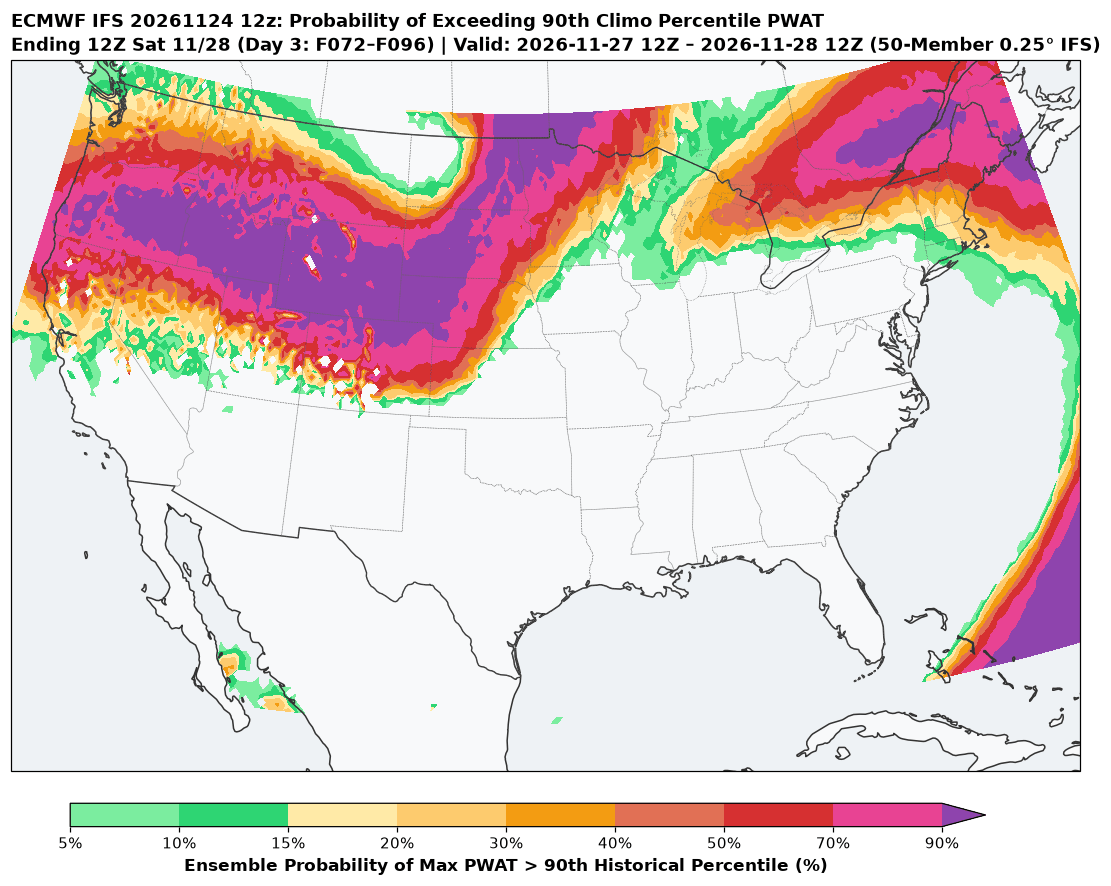 ECMWF IFS 20261124 12z: Probability of Exceeding 90th Climo Percentile PWAT
Ending 12Z Sat 11/28 (Day 3: F072–F096) | Valid: 2026-11-27 12Z – 2026-11-28 12Z (50-Member 0.25° IFS)
5% 10% 15% 20% 30% 40% 50% 70% 90%
Ensemble Probability of Max PWAT > 90th Historical Percentile (%)